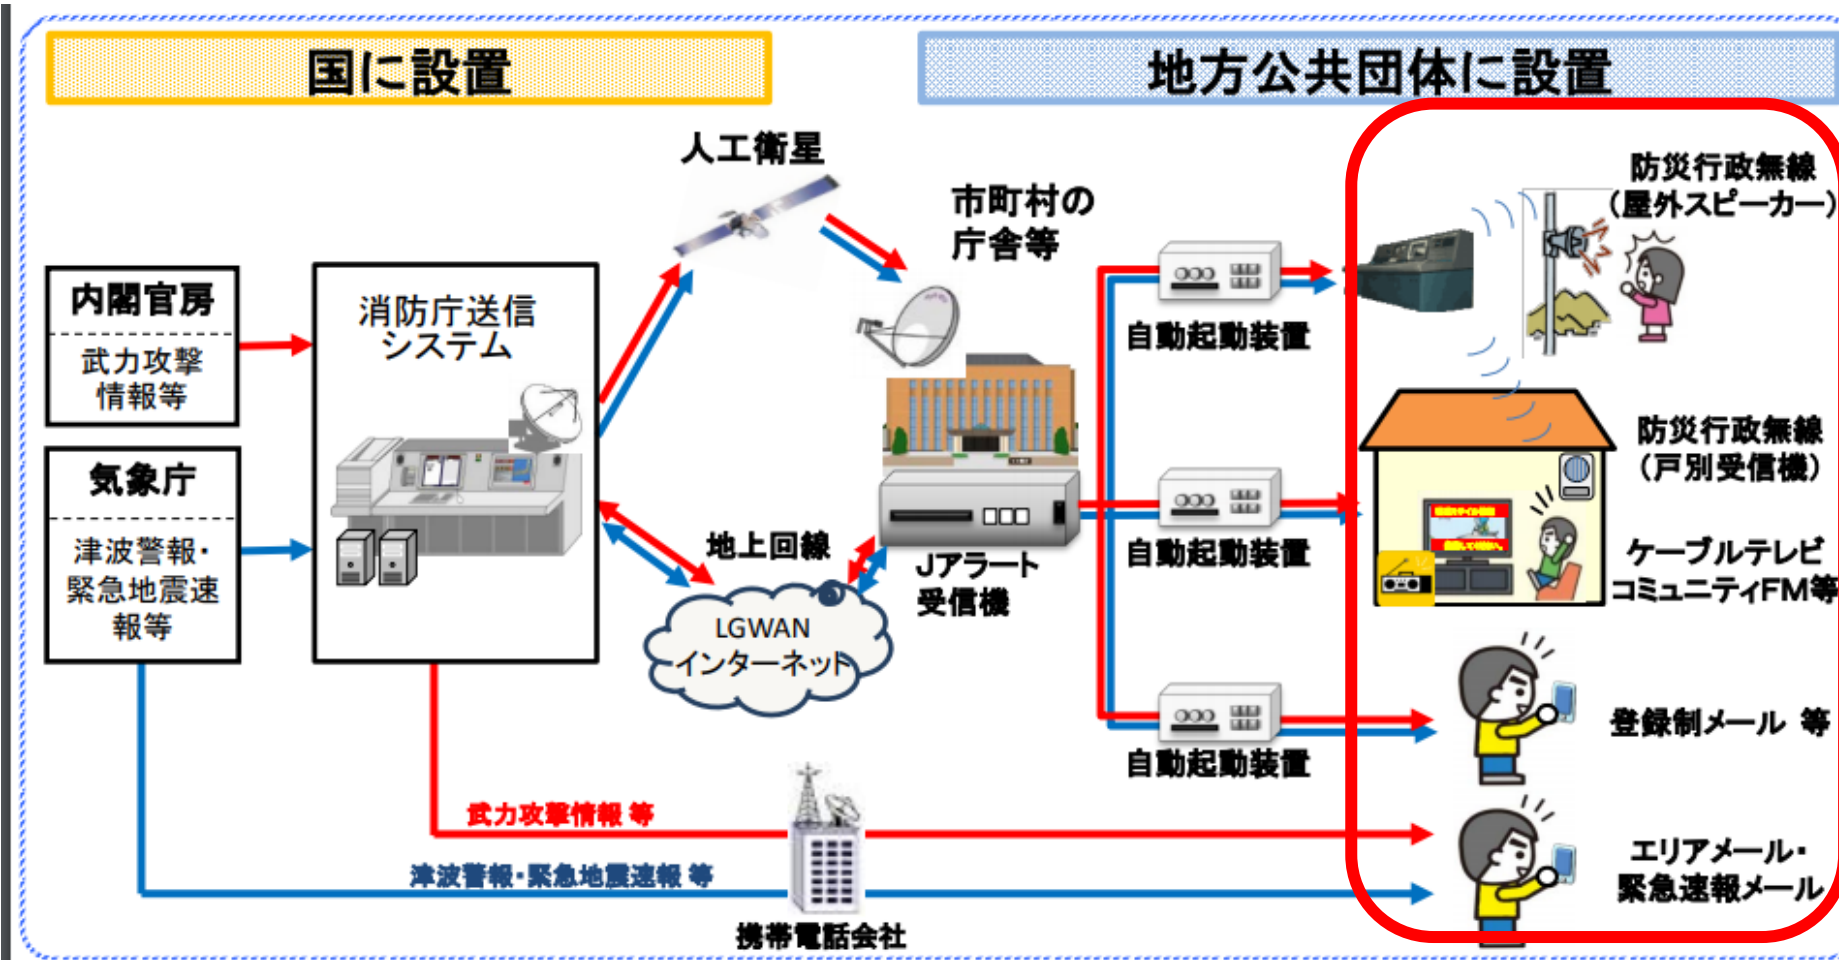 国に設置
地方公共団体に設置
人工衛星
市町村の
庁舎等
防災行政無線
(屋外スピーカー)
内閣官房
武力攻撃
情報等
消防庁送信
システム
自動起動装置
気象庁
津波警報・
緊急地震速
報等
地上回線
LGWAN
インターネット
Jアラート
受信機
自動起動装置
防災行政無線
(戸別受信機)
ケーブルテレビ
コミュニティFM等
自動起動装置
登録制メール 等
武力攻撃情報 等
津波警報・緊急地震速報 等
携帯電話会社
エリアメール・
緊急速報メール